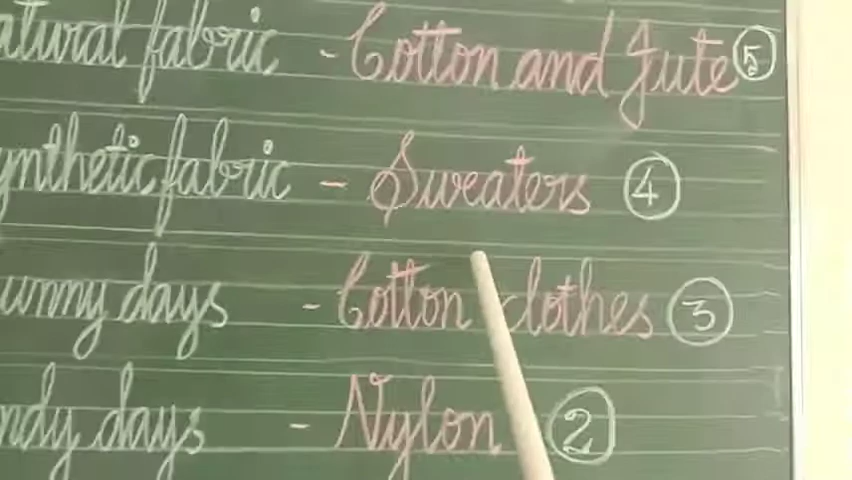 atural fabric - Cotton and Jute 5
ynthetic fabric - Sweaters 4
unny days - Cotton clothes 3
ndy days - Nylon 2